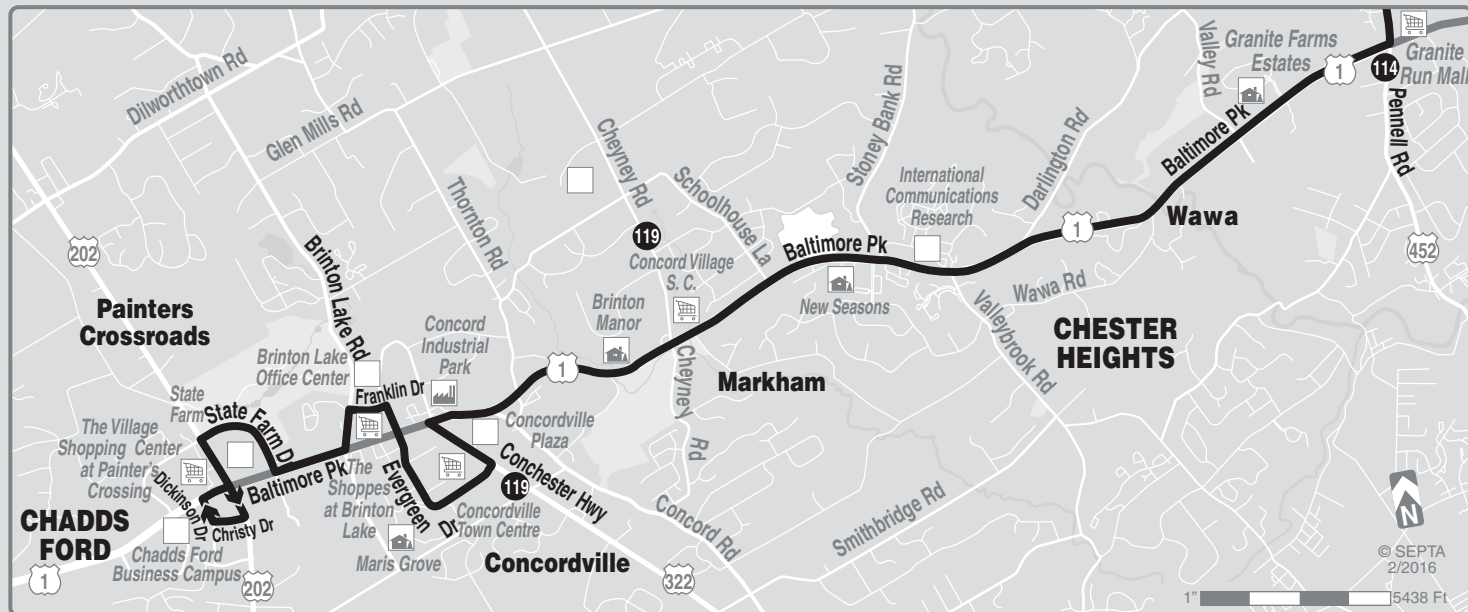 Dilworthtown Rd
Glen Mills Rd
Thornton Rd
Cheyney Rd
Schoolhouse La
Stoney Bank Rd
Darlington Rd
Valley Rd
Granite Farms
Estates
Granite
Run Mall
1
114
Pennell Rd
Baltimore Pk
International
Communications
Research
Wawa
1
452
202
Painters
Crossroads
Brinton Lake Rd
119
Concord Village
S. C.
Baltimore Pk
New Seasons
Wawa Rd
Valleybrook Rd
CHESTER
HEIGHTS
Brinton
Manor
Concord
Industrial
Park
Brinton Lake
Office Center
Franklin Dr
1
Cheyney
Rd
Markham
State
Farm
State Farm D
The Village
Shopping Center
at Painter's
Crossing
Baltimore Pk
Concordville
Plaza
Conchester Hwy
119
Concordville
Town Centre
The
Shoppes
at Brinton
Lake
Evergreen
Dr
Maris Grove
Concordville
Concord Rd
Smithbridge Rd
322
Dickinson Dr
Christy Dr
CHADDS
FORD
Chadds Ford
Business Campus
1
202
N
© SEPTA
2/2016
1"
5438 Ft